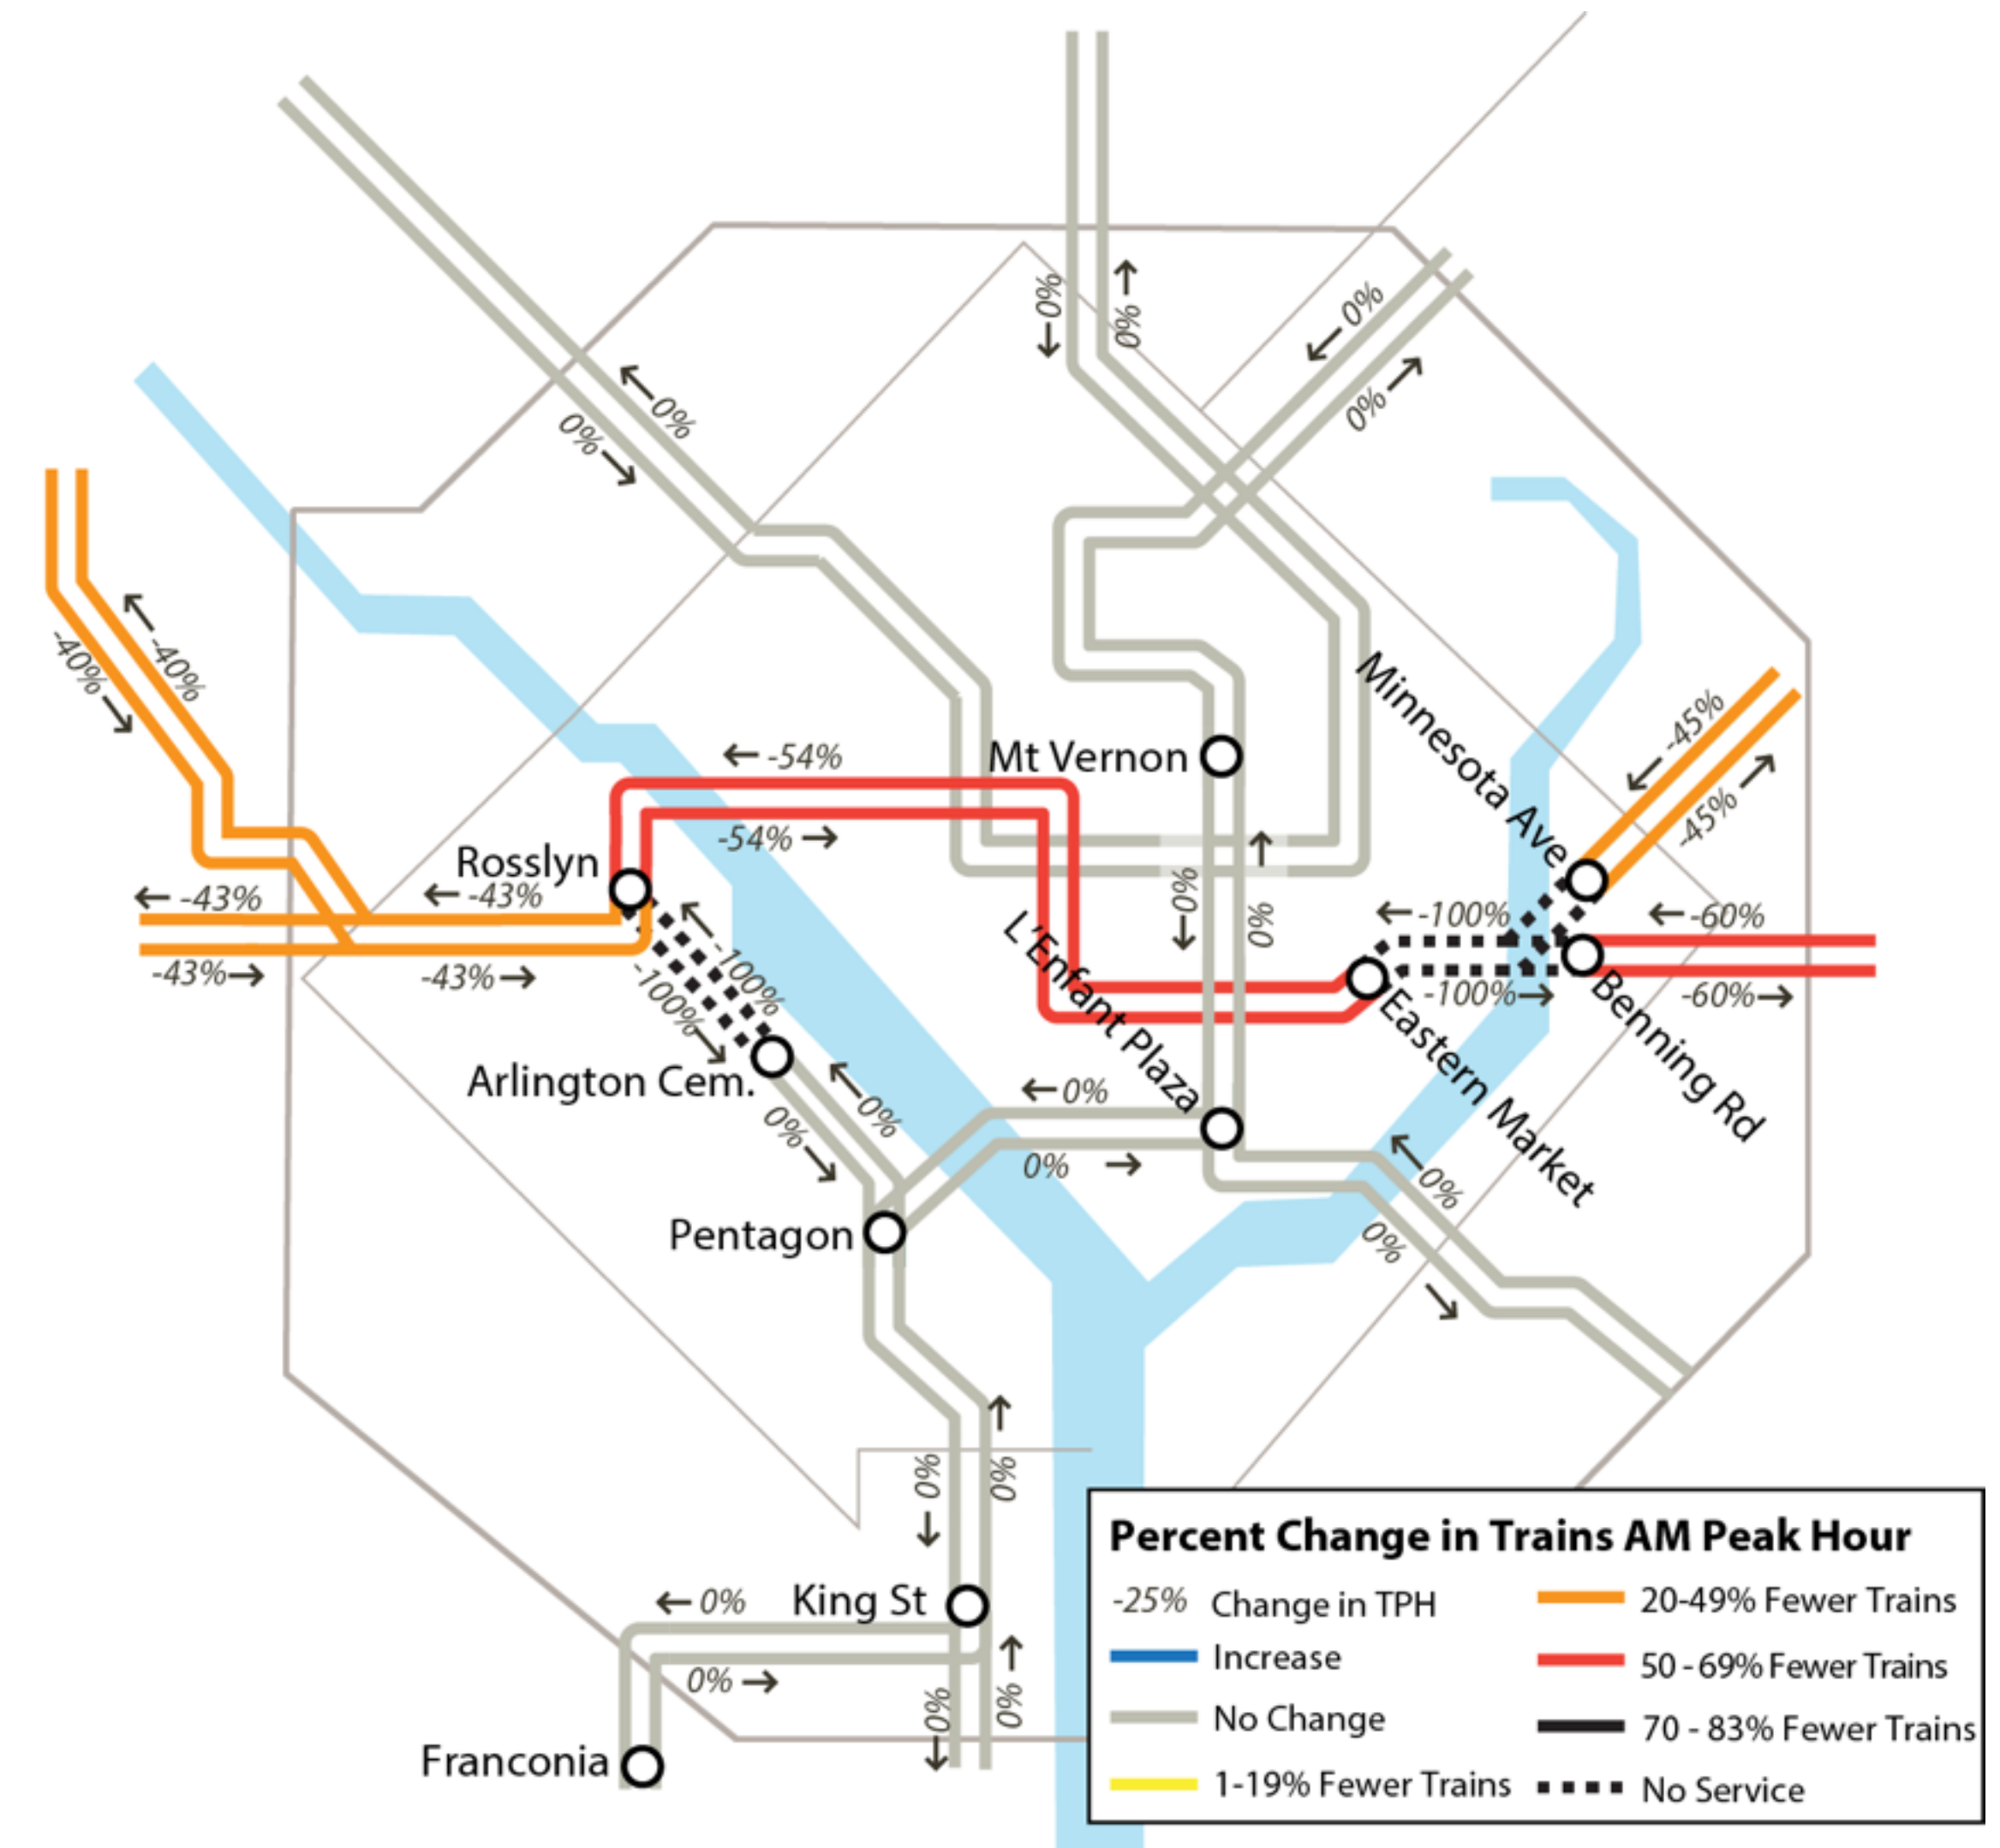 0%
0%
0%
0%
0%
0%
-40%
-40%
Mt Vernon
Minnesota Ave
-45%
-45%
-54%
-54%
Rosslyn
-43%
-43%
-43%
-43%
-100%
-100%
0%
0%
L'Enfant Plaza
-100%
-100%
-60%
-60%
Eastern Market
Benning Rd
Arlington Cem.
0%
0%
0%
0%
Pentagon
0%
0%
0%
0%
King St
0%
0%
0%
0%
Franconia
Percent Change in Trains AM Peak Hour
-25% Change in TPH
Increase
No Change
1-19% Fewer Trains
20-49% Fewer Trains
50 - 69% Fewer Trains
70 - 83% Fewer Trains
No Service